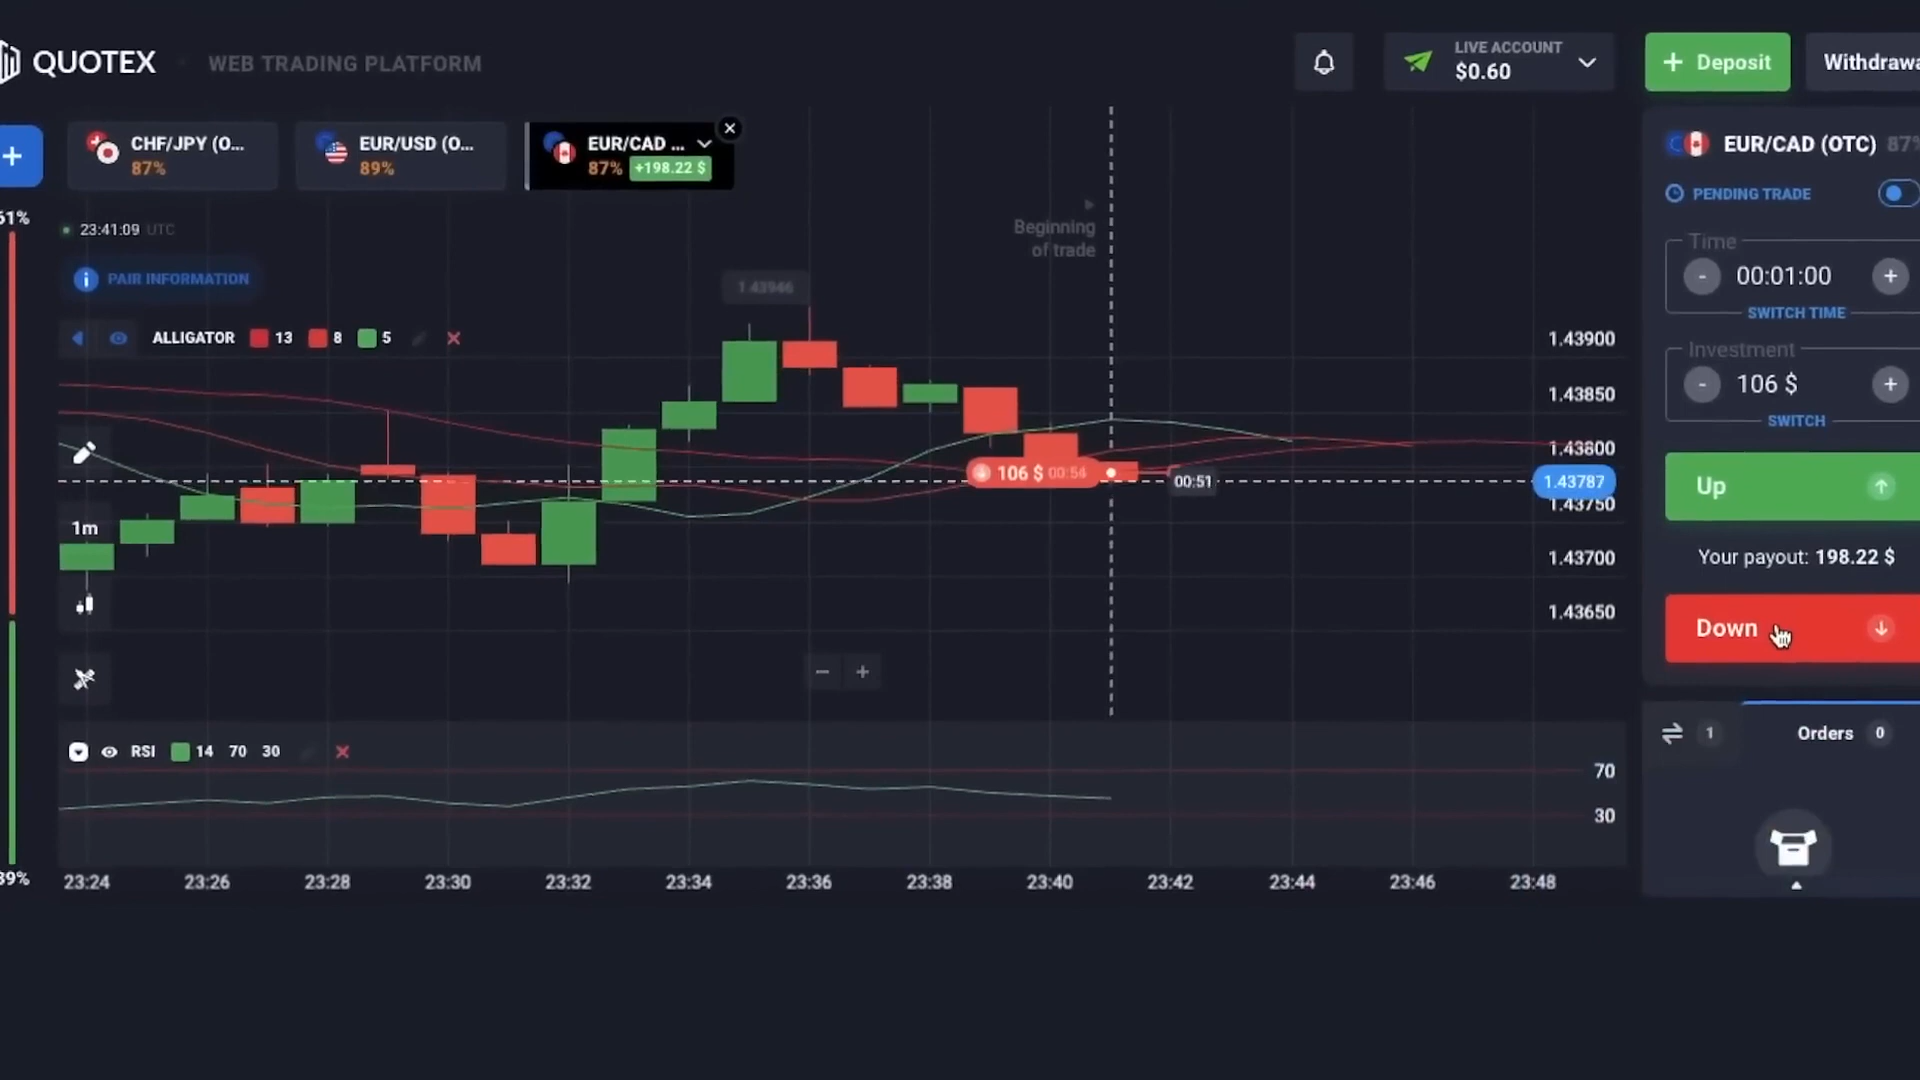 QUOTEX
WEB TRADING PLATFORM
LIVE ACCOUNT
$0.60
+ Deposit
Withdrawa
CHF/JPY (O...
87%
EUR/USD (O...
89%
EUR/CAD ...
87% +198.22 $
EUR/CAD (OTC) 87%
PENDING TRADE
61%
23:41:09 UTC
Beginning
of trade
PAIR INFORMATION
1.43946
ALLIGATOR 13 8 5
Time
- 00:01:00 +
SWITCH TIME
Investment
- 106 $ +
SWITCH
1.43900
1.43850
1.43800
106 $ 00:54
00:51
1.43787
1.43750
1.43700
1.43650
1m
Up
Your payout: 198.22 $
Down
RSI 14 70 30
70
30
1
Orders 0
39%
23:24 23:26 23:28 23:30 23:32 23:34 23:36 23:38 23:40 23:42 23:44 23:46 23:48